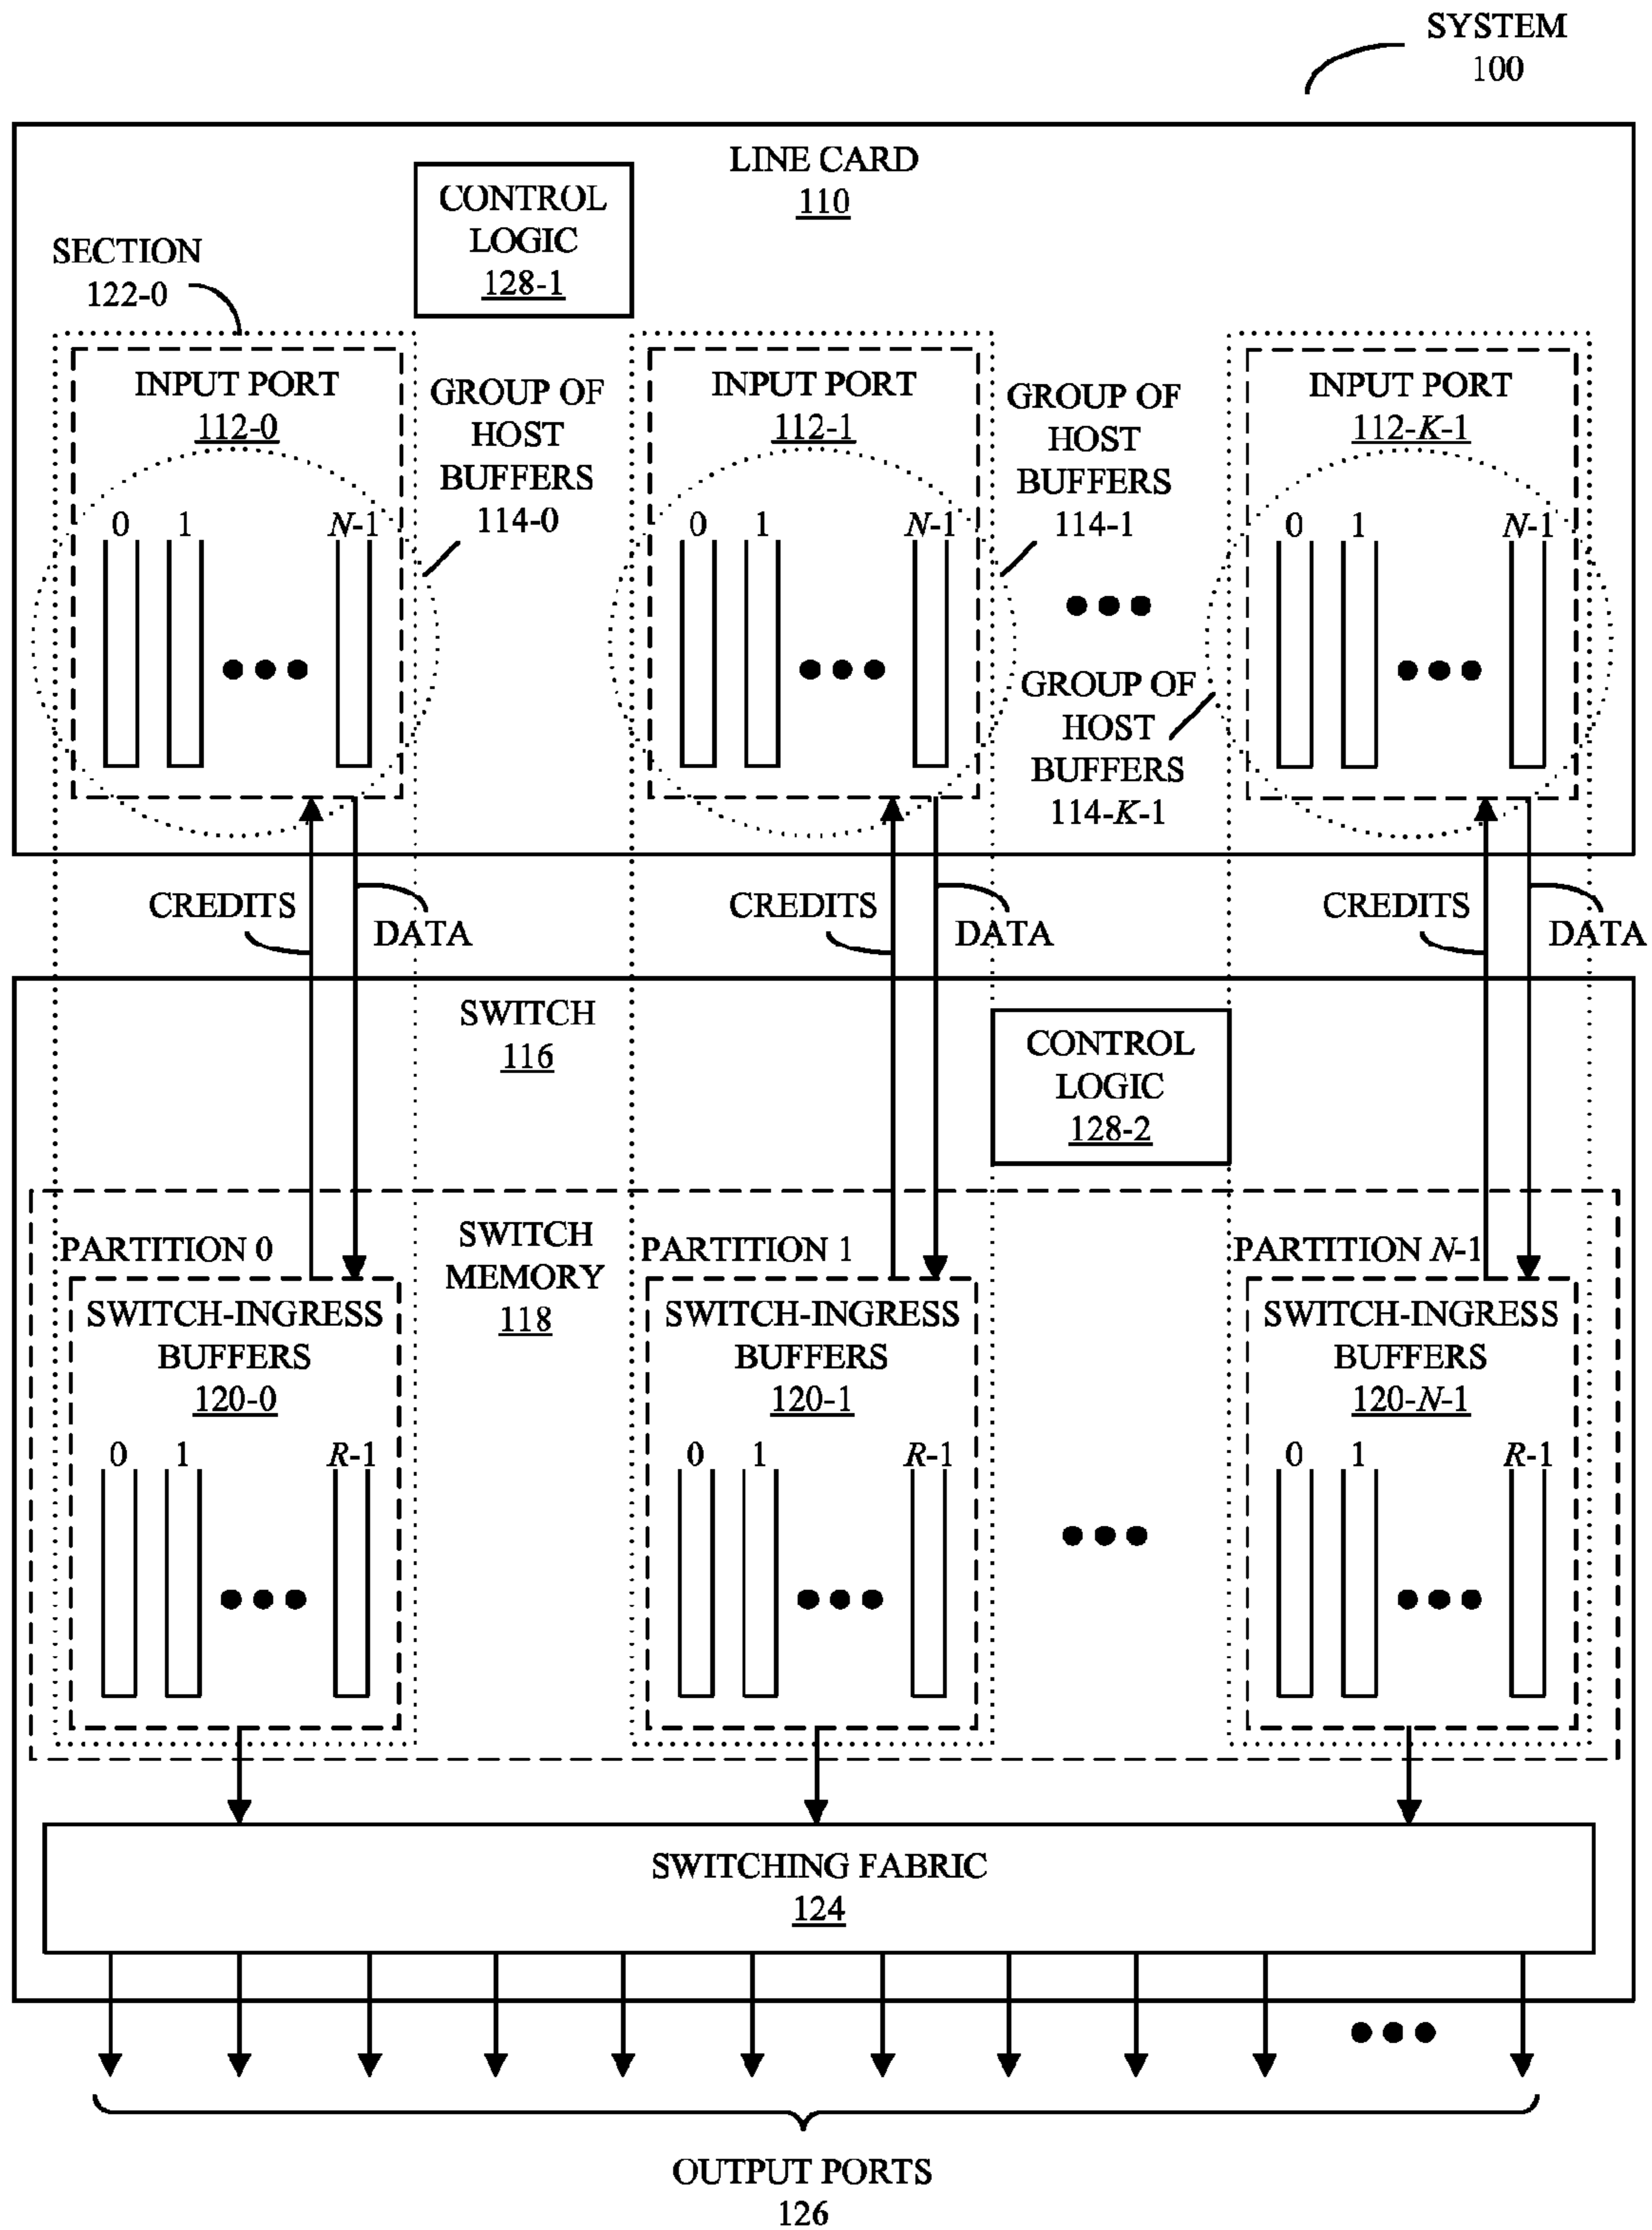 SYSTEM
100
LINE CARD
110
CONTROL
LOGIC
128-1
SECTION
122-0
INPUT PORT
112-0
GROUP OF
HOST
BUFFERS
114-0
INPUT PORT
112-1
GROUP OF
HOST
BUFFERS
114-1
INPUT PORT
112-K-1
0 1 N-1
0 1 N-1
0 1 N-1
GROUP OF
HOST
BUFFERS
114-K-1
CREDITS
DATA
CREDITS
DATA
CREDITS
DATA
SWITCH
116
CONTROL
LOGIC
128-2
PARTITION 0
SWITCH
MEMORY
118
PARTITION 1
PARTITION N-1
SWITCH-INGRESS
BUFFERS
120-0
SWITCH-INGRESS
BUFFERS
120-1
SWITCH-INGRESS
BUFFERS
120-N-1
0 1 R-1
0 1 R-1
0 1 R-1
SWITCHING FABRIC
124
OUTPUT PORTS
126